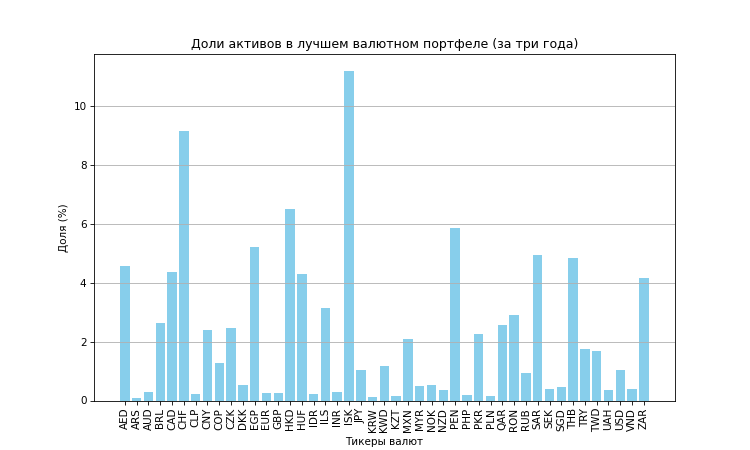 Доли активов в лучшем валютном портфеле (за три года)
Доля (%)
10
8
6
4
2
0
AED ARS AUD BRL CAD CHF CLP CNY COP CZK DKK EGP EUR GBP HKD HUF IDR ILS INR ISK JPY KRW KWD KZT MXN MYR NOK NZD PEN PHP PKR PLN QAR RON RUB SAR SEK SGD THB TRY TWD UAH USD VND ZAR
Тикеры валют